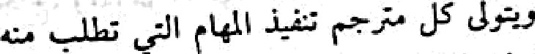 ويتولى كل مترجم تنفيذ المهام التي تطلب منه